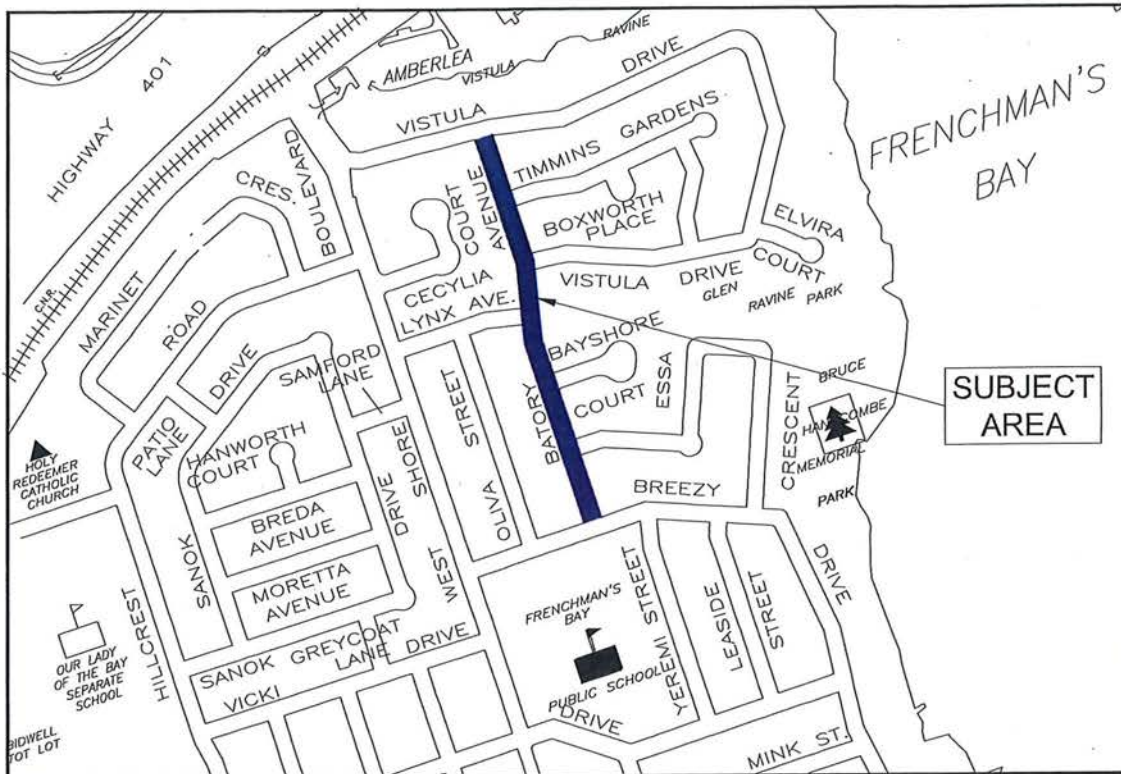 HIGHWAY
401
C.N.R.
AMBERLEA
VISTULA
RAVINE
VISTULA
DRIVE
FRENCHMAN'S
BAY
TIMMINS GARDENS
BOXWORTH
PLACE
ELVIRA
COURT
VISTULA DRIVE
GLEN
RAVINE PARK
MARINET
CRES.
BOULEVARD
ROAD
COURT
AVENUE
CECYLIA
LYNX AVE.
BAYSHORE
COURT
ESSA
CRESCENT
BRUCE
HANDCOMBE
MEMORIAL
PARK
SUBJECT
AREA
DRIVE
SAMFORD
LANE
PATIO
LANE
HANWORTH
COURT
HOLY
REDEEMER
CATHOLIC
CHURCH
STREET
OLIVA
BATORY
BREEZY
DRIVE
SHORE
WEST
DRIVE
SANOK
BREDA
AVENUE
MORETTA
AVENUE
SANOK GREYCOAT
LANE
VICKI
DRIVE
HILLCREST
OUR LADY
OF THE BAY
SEPARATE
SCHOOL
BIDWELL
TOT LOT
FRENCHMAN'S
BAY
PUBLIC SCHOOL
YEREMI STREET
LEASIDE
STREET
DRIVE
MINK ST.